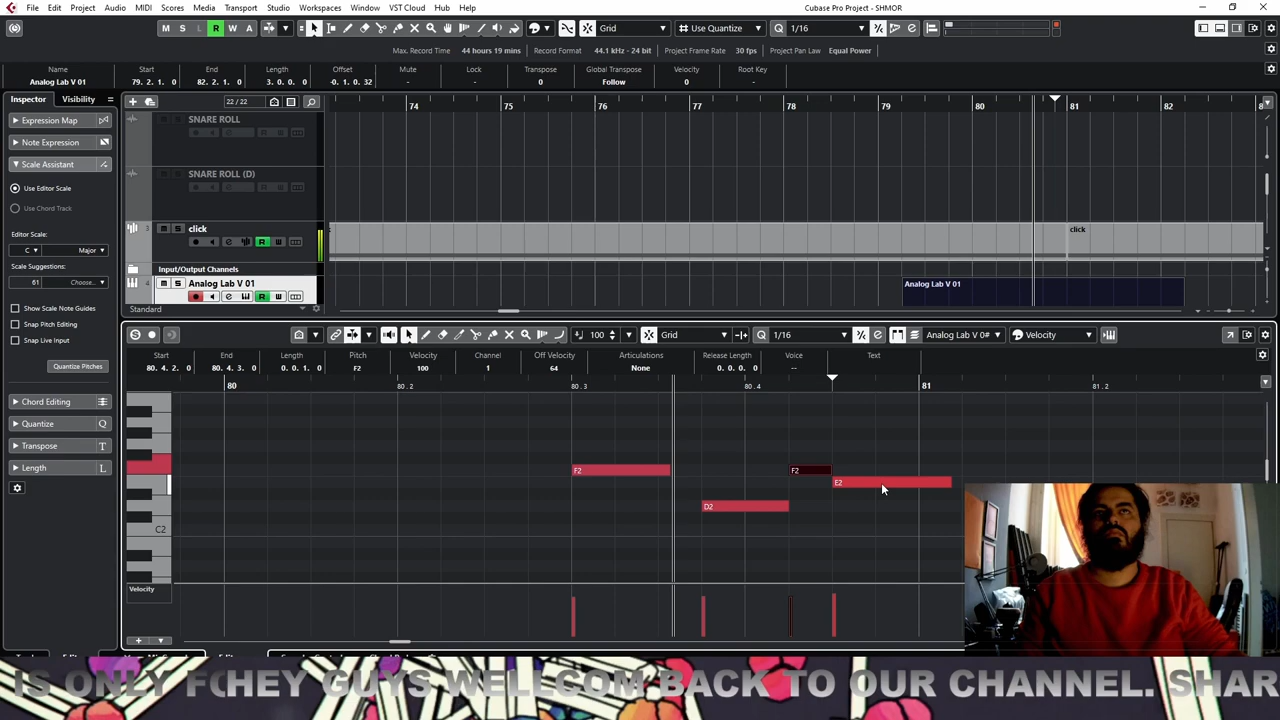 File Edit Project Audio MIDI Scores Media Transport Studio Workspaces Window VST Cloud Hub Help
Cubase Pro Project - SHMOR
M S L R W A Grid Use Quantize Q 1/16
Max. Record Time 44 hours 19 mins Record Format 44.1 kHz - 24 bit Project Frame Rate 30 fps Project Pan Law Equal Power
Name Start End Length Offset Mute Lock Transpose Global Transpose Velocity Root Key
Analog Lab V 01 79. 2. 1. 0 82. 2. 1. 0 3. 0. 0. 0 -0. 1. 0. 32 - - 0 Follow 0 -
Inspector Visibility
22 / 22
74 75 76 77 78 79 80 81 82 8
Expression Map
Note Expression
Scale Assistant
Use Editor Scale
Use Chord Track
Editor Scale:
C Major
Scale Suggestions:
61 Choose...
Show Scale Note Guides
Snap Pitch Editing
Snap Live Input
Quantize Pitches
Chord Editing
Quantize Q
Transpose T
Length L
SNARE ROLL
SNARE ROLL (D)
3 click
click
Input/Output Channels
4 Analog Lab V 01
Analog Lab V 01
Standard
100 Grid Q 1/16 Analog Lab V 0# Velocity
Start End Length Pitch Velocity Channel Off Velocity Articulations Release Length Voice Text
80. 4. 2. 0 80. 4. 3. 0 0. 0. 1. 0 F2 100 1 64 None 0. 0. 0. 0 --
80 80.2 80.3 80.4 81 81.2
F2 F2
E2
D2
C2
Velocity
IS ONLY F HEY GUYS WELLCOM BACK TO OUR CHANNEL. SHAR